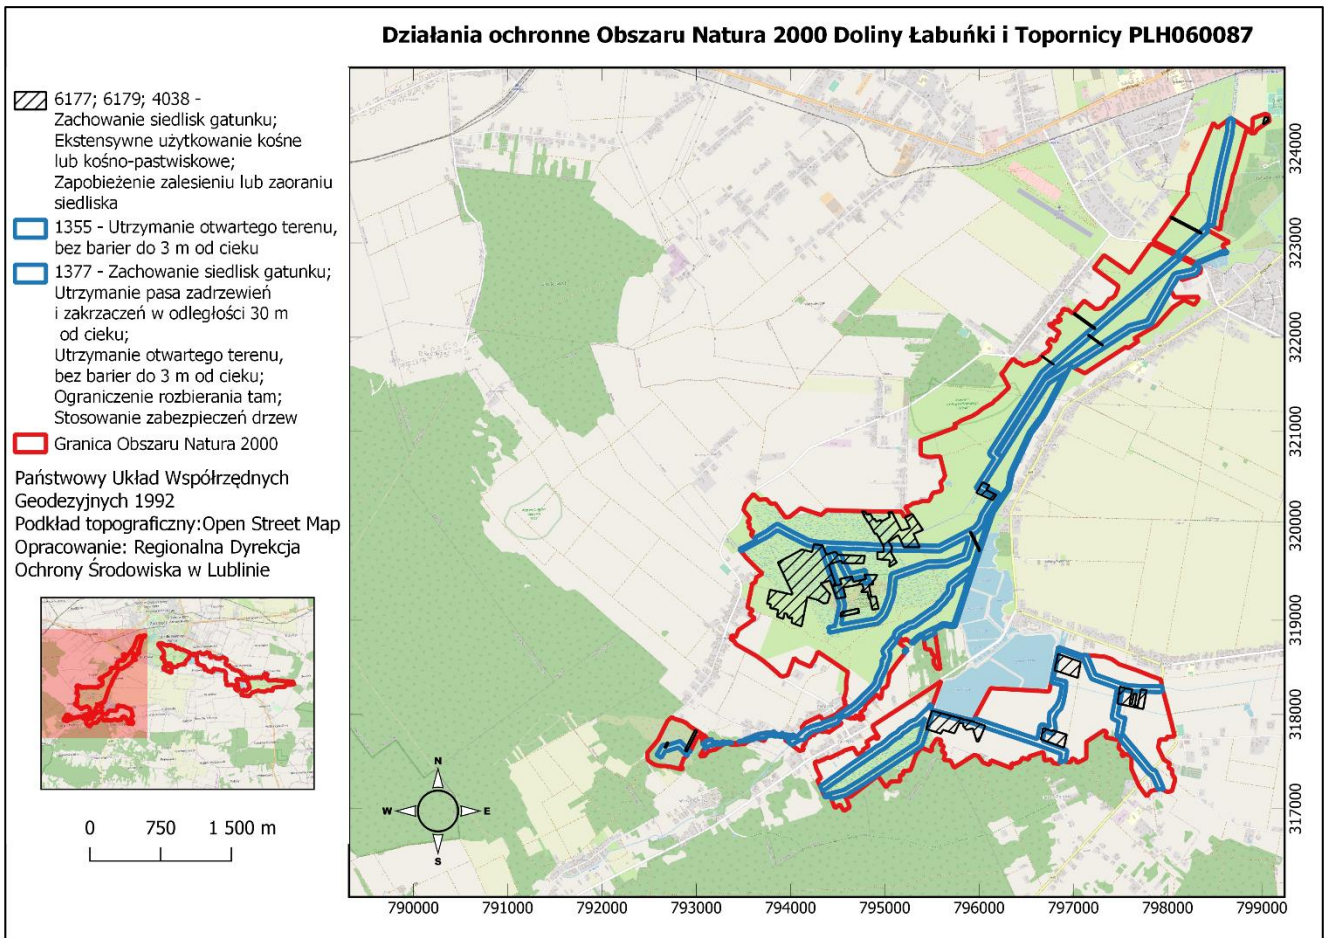 Działania ochronne Obszaru Natura 2000 Doliny Łabuńki i Topornicy PLH060087
6177; 6179; 4038 -
Zachowanie siedlisk gatunku;
Ekstensywne użytkowanie kośne
lub kośno-pastwiskowe;
Zapobieżenie zalesieniu lub zaoraniu
siedliska
1355 - Utrzymanie otwartego terenu,
bez barier do 3 m od cieku
1377 - Zachowanie siedlisk gatunku;
Utrzymanie pasa zadrzewień
i zakrzaczeń w odległości 30 m
od cieku;
Utrzymanie otwartego terenu,
bez barier do 3 m od cieku;
Ograniczenie rozbierania tam;
Stosowanie zabezpieczeń drzew
Granica Obszaru Natura 2000
Państwowy Układ Współrzędnych
Geodezyjnych 1992
Podkład topograficzny:Open Street Map
Opracowanie: Regionalna Dyrekcja
Ochrony Środowiska w Lublinie
0 750 1 500 m
N
W E
S
324000
323000
322000
321000
320000
319000
318000
317000
790000 791000 792000 793000 794000 795000 796000 797000 798000 799000